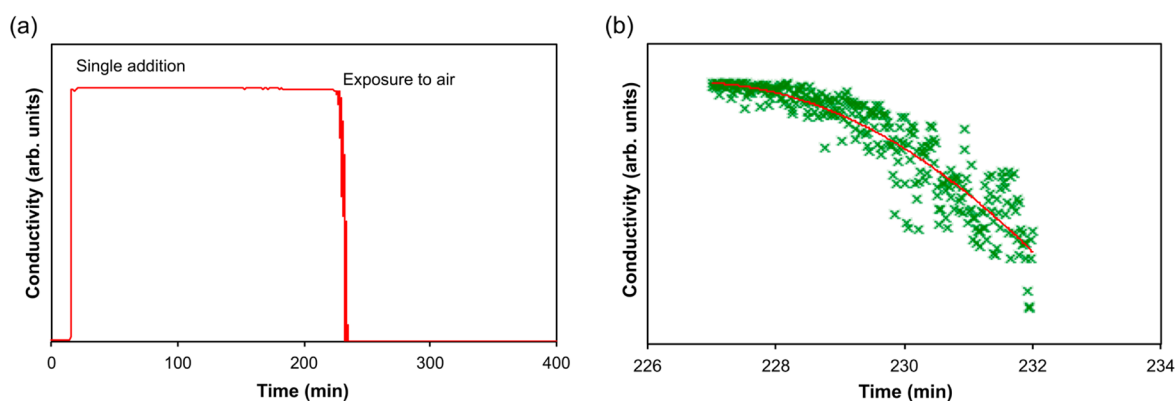 (a)
Conductivity (arb. units)
Single addition
Exposure to air
0
100
200
300
400
Time (min)
(b)
Conductivity (arb. units)
226
228
230
232
234
Time (min)